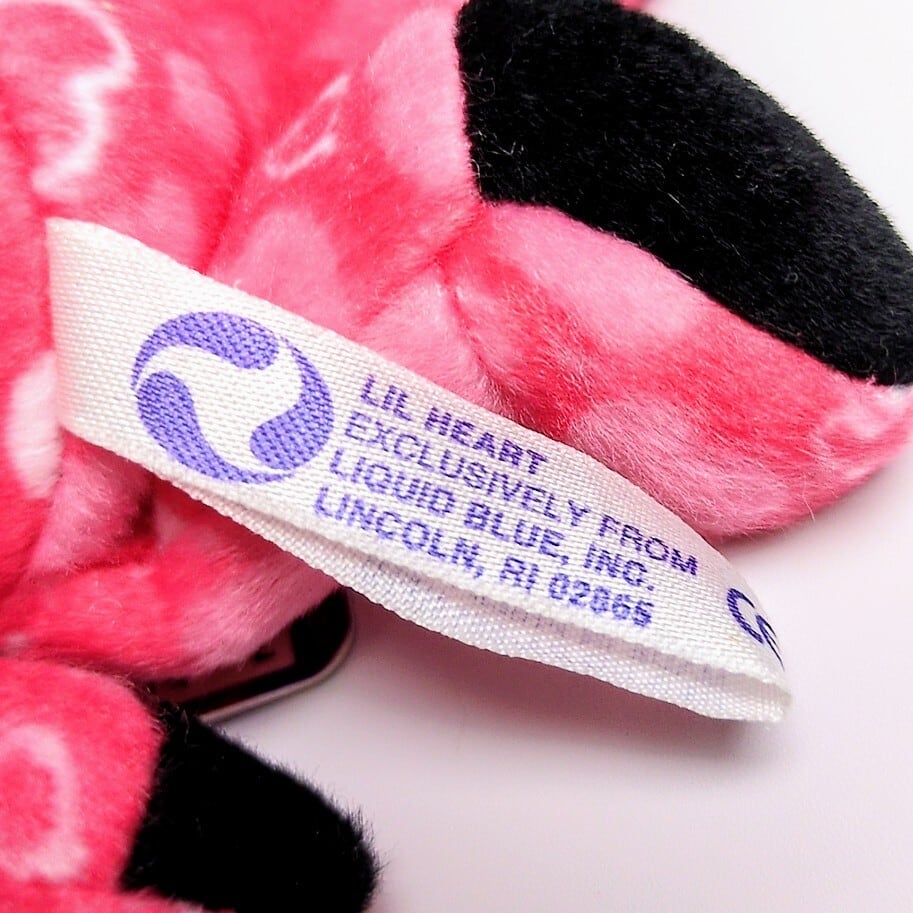 LIL HEART
EXCLUSIVELY FROM
LIQUID BLUE, INC.
LINCOLN, RI 02865